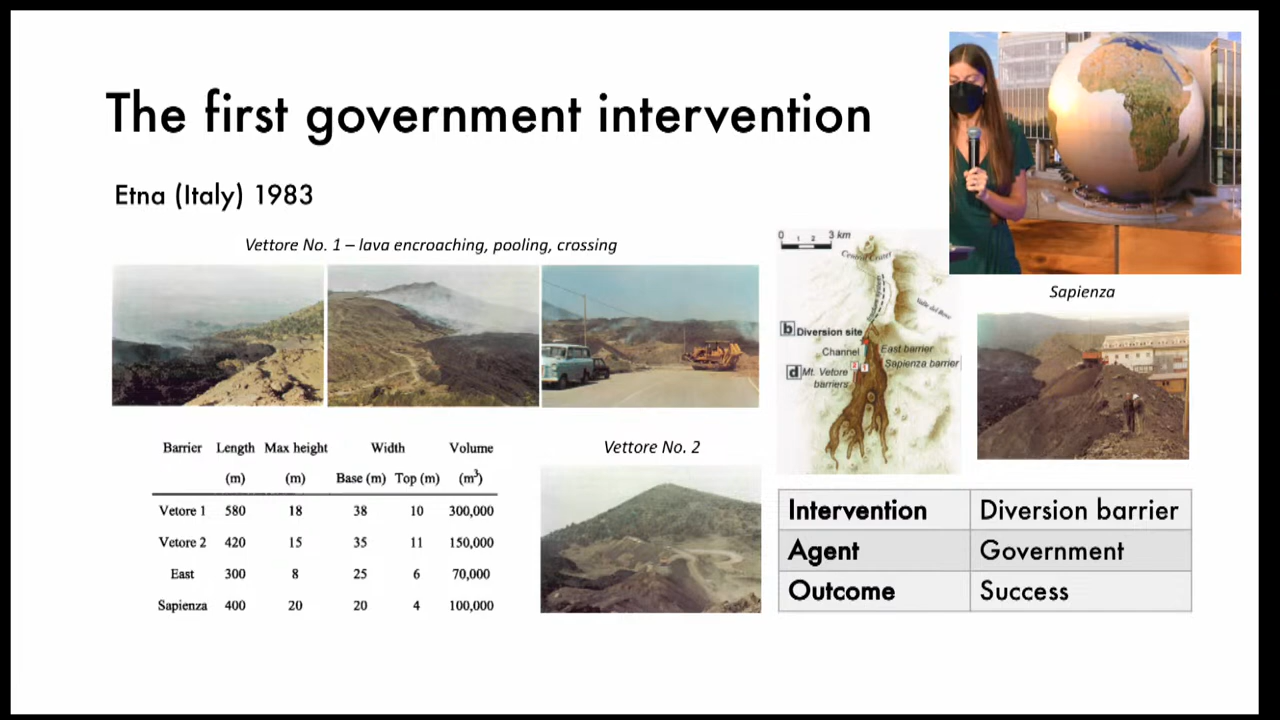 The first government intervention
Etna (Italy) 1983
Vettore No. 1 – lava encroaching, pooling, crossing
0 1 2 3 km
Central Crater
Valle del Bove
b Diversion site
Channel
East barrier
Sapienza barrier
d Mt. Vetore
barriers
Sapienza
Barrier Length Max height Width Volume
(m) (m) Base (m) Top (m) (m³)
Vetore 1 580 18 38 10 300,000
Vetore 2 420 15 35 11 150,000
East 300 8 25 6 70,000
Sapienza 400 20 20 4 100,000
Vettore No. 2
Intervention Diversion barrier
Agent Government
Outcome Success